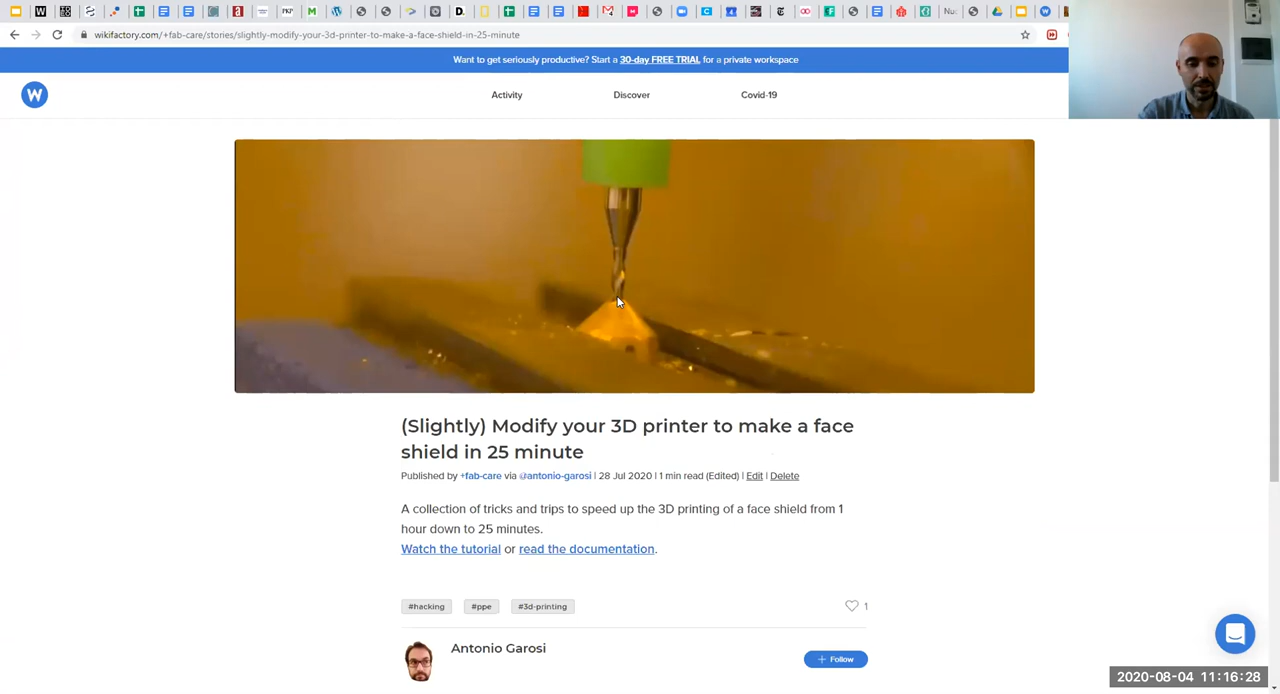 wikifactory.com/+fab-care/stories/slightly-modify-your-3d-printer-to-make-a-face-shield-in-25-minute
Want to get seriously productive? Start a 30-day FREE TRIAL for a private workspace
W
Activity
Discover
Covid-19
(Slightly) Modify your 3D printer to make a face
shield in 25 minute
Published by +fab-care via @antonio-garosi | 28 Jul 2020 | 1 min read (Edited) | Edit | Delete
A collection of tricks and trips to speed up the 3D printing of a face shield from 1
hour down to 25 minutes.
Watch the tutorial or read the documentation.
#hacking
#ppe
#3d-printing
1
Antonio Garosi
+ Follow
2020-08-04 11:16:28